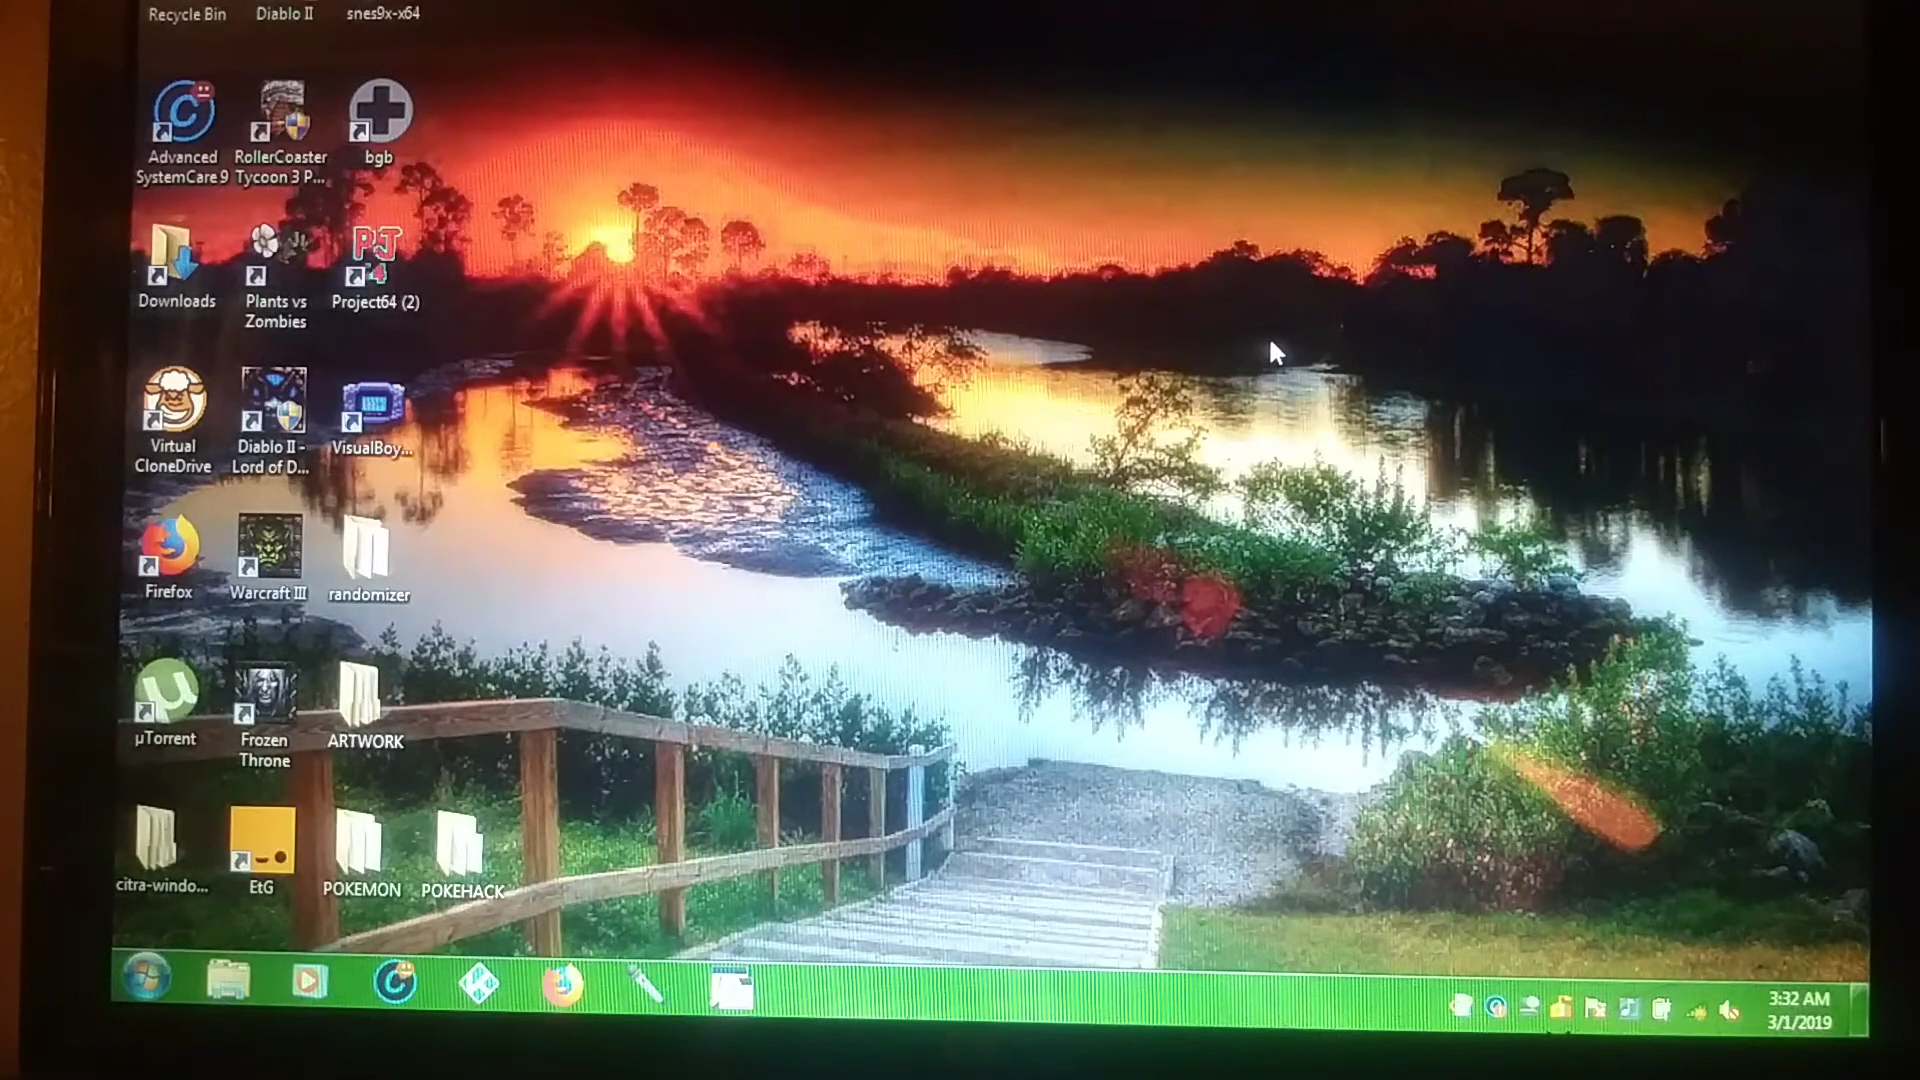 Recycle Bin
Diablo II
snes9x-x64
Advanced
SystemCare 9
RollerCoaster
Tycoon 3 P...
bgb
Downloads
Plants vs
Zombies
PJ
64
Project64 (2)
Virtual
CloneDrive
Diablo II -
Lord of D...
VisualBoy...
Firefox
Warcraft III
randomizer
µTorrent
Frozen
Throne
ARTWORK
citra-windo...
EtG
POKEMON
POKEHACK
3:32 AM
3/1/2019